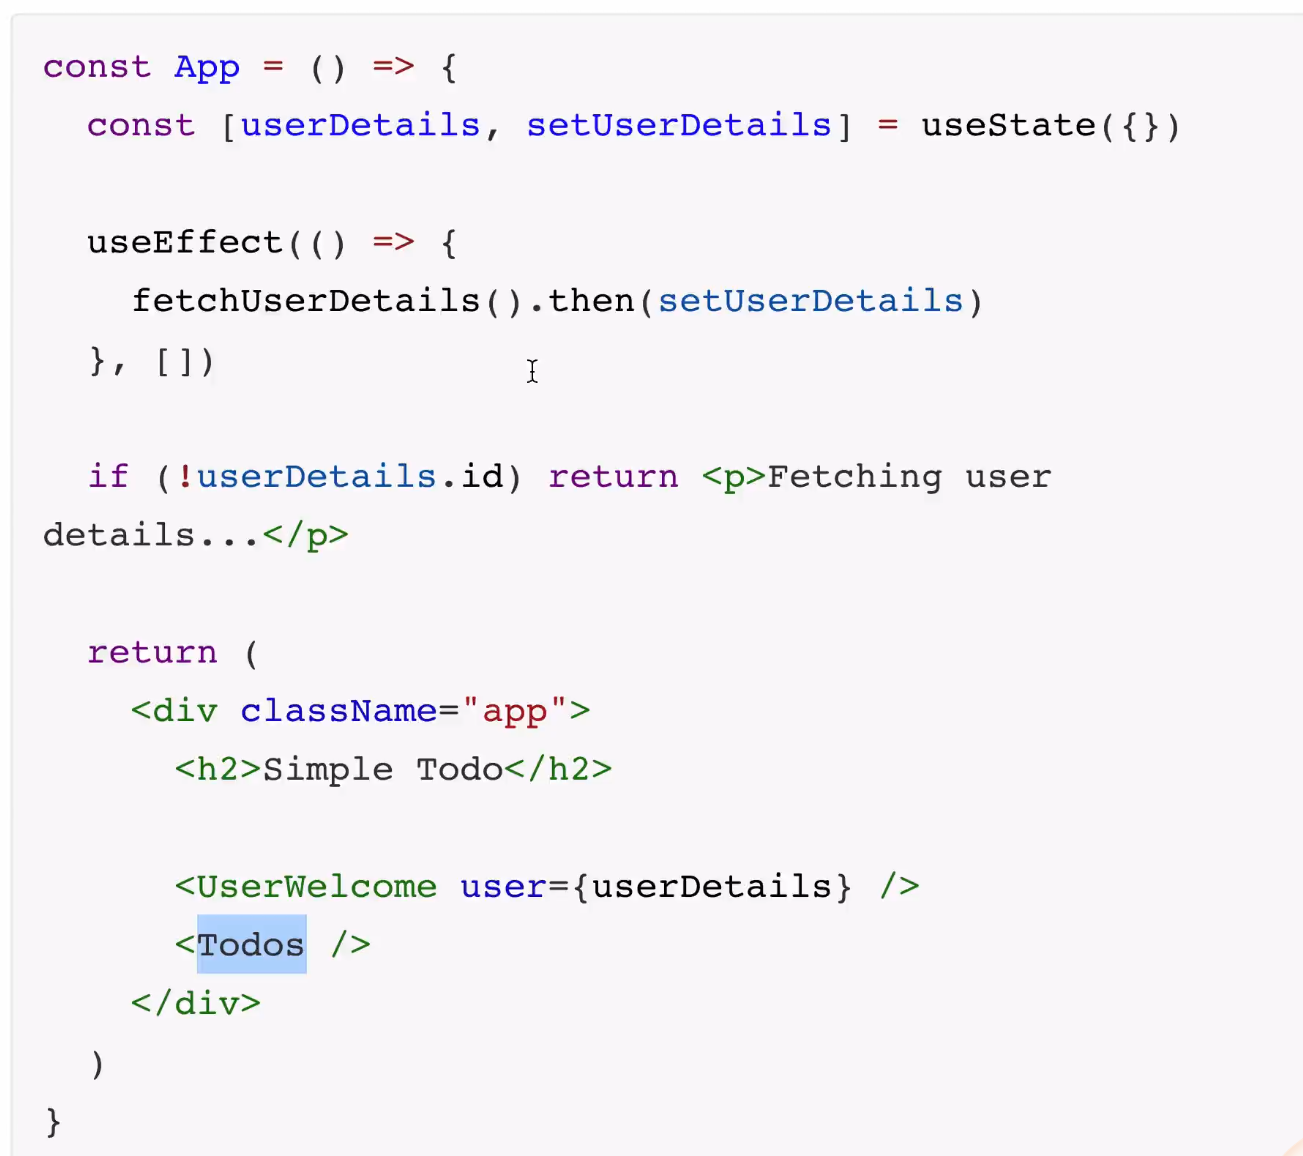 const App = () => {
  const [userDetails, setUserDetails] = useState({})

  useEffect(() => {
    fetchUserDetails().then(setUserDetails)
  }, [])

  if (!userDetails.id) return <p>Fetching user
details...</p>

  return (
    <div className="app">
      <h2>Simple Todo</h2>

      <UserWelcome user={userDetails} />
      <Todos />
    </div>
  )
}